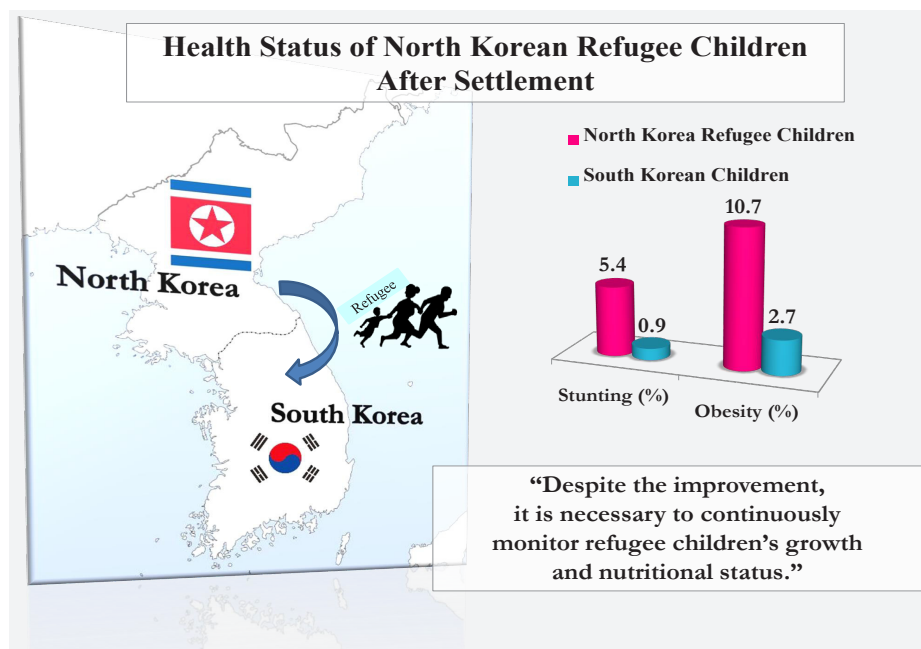 Health Status of North Korean Refugee Children
After Settlement
North Korea
Refugee
South Korea
North Korea Refugee Children
South Korean Children
10.7
5.4
2.7
0.9
Stunting (%)
Obesity (%)
“Despite the improvement,
it is necessary to continuously
monitor refugee children’s growth
and nutritional status.”